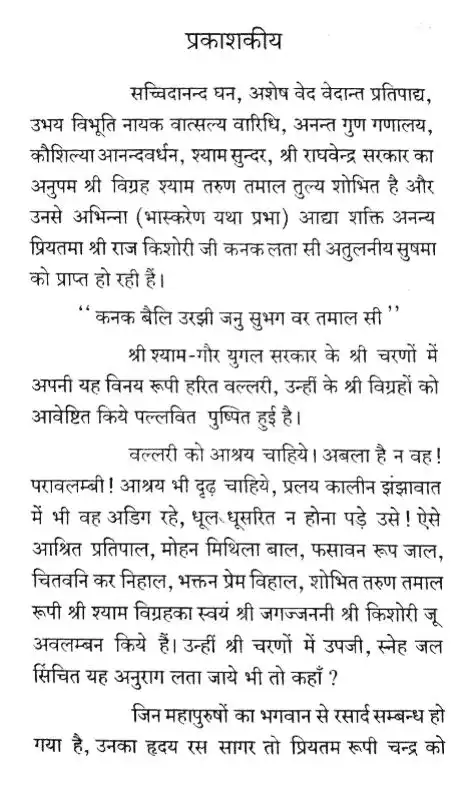 प्रकाशकीय
सच्चिदानन्द घन, अशेष वेद वेदान्त प्रतिपाद्य,
उभय विभूति नायक वात्सल्य वारिधि, अनन्त गुण गणालय,
कौशिल्या आनन्दवर्धन, श्याम सुन्दर, श्री राघवेन्द्र सरकार का
अनुपम श्री विग्रह श्याम तरुण तमाल तुल्य शोभित है और
उनसे अभिन्ना (भास्करेण यथा प्रभा) आद्या शक्ति अनन्य
प्रियतमा श्री राज किशोरी जी कनक लता सी अतुलनीय सुषमा
को प्राप्त हो रही हैं।
“ कनक बैलि उरझी जनु सुभग वर तमाल सी ”
श्री श्याम-गौर युगल सरकार के श्री चरणों में
अपनी यह विनय रूपी हरित वल्लरी, उन्हीं के श्री विग्रहों को
आवेष्टित किये पल्लवित पुष्पित हुई है।
वल्लरी को आश्रय चाहिये। अबला है न वह!
परावलम्बी! आश्रय भी दृढ़ चाहिये, प्रलय कालीन झंझावात
में भी वह अडिग रहे, धूल धूसरित न होना पड़े उसे! ऐसे
आश्रित प्रतिपाल, मोहन मिथिला बाल, फसावन रूप जाल,
चितवनि कर निहाल, भक्तन प्रेम विहाल, शोभित तरुण तमाल
रूपी श्री श्याम विग्रहका स्वयं श्री जगज्जननी श्री किशोरी जू
अवलम्बन किये हैं। उन्हीं श्री चरणों में उपजी, स्नेह जल
सिंचित यह अनुराग लता जाये भी तो कहाँ ?
जिन महापुरुषों का भगवान से रसार्द सम्बन्ध हो
गया है, उनका हृदय रस सागर तो प्रियतम रूपी चन्द्र को